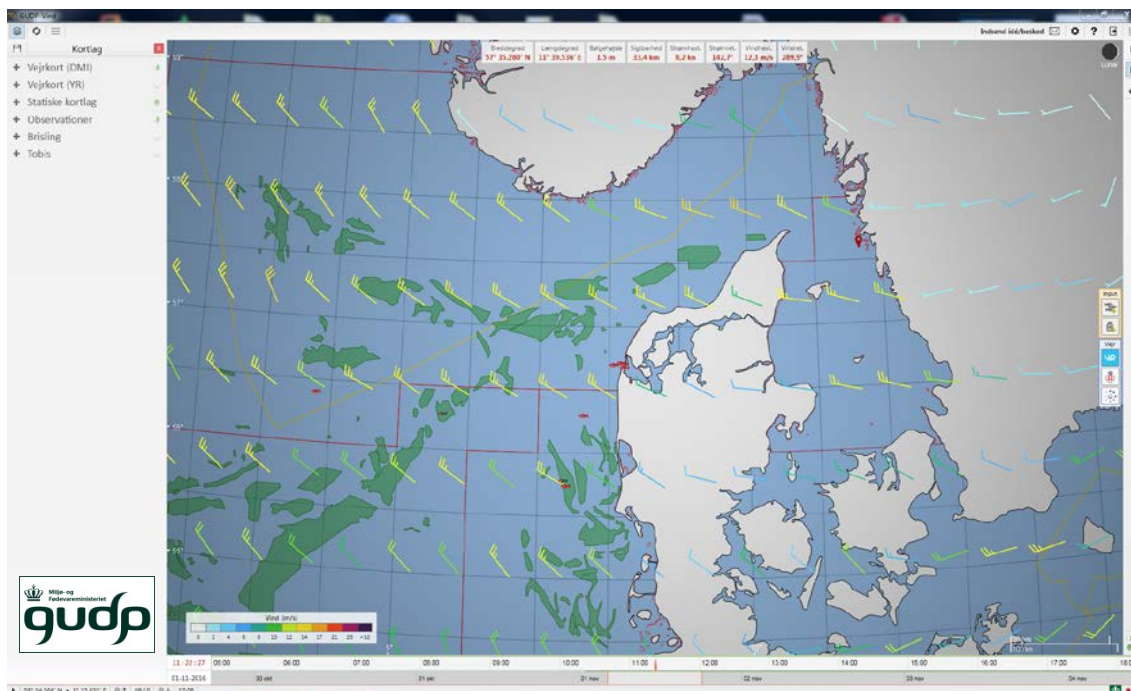 GUDP Vind
Indsend idé/besked
Kortlag
Vejrkort (DMI)
Vejrkort (YR)
Statiske kortlag
Observationer
Brisling
Tobis
Breddegrad Længdegrad Bølgehøjde Sigtbarhed Strømhast. Strømret. Vindhast. Vindret.
57° 35.280' N 11° 39.536' E 1,5 m 33,4 km 0,2 kn 142,7° 12,3 m/s 289,9°
57°
Input
Vejr
Miljø- og
Fødevareministeriet
gudp
Vind (m/s)
0 2 4 6 8 10 12 14 17 21 25 >32
11:22:27 05:00 06:00 07:00 08:00 09:00 10:00 11:00 12:00 13:00 14:00 15:00 16:00 17:00 18:0
01-11-2016 30 okt 31 okt 01 nov 02 nov 03 nov 04 nov